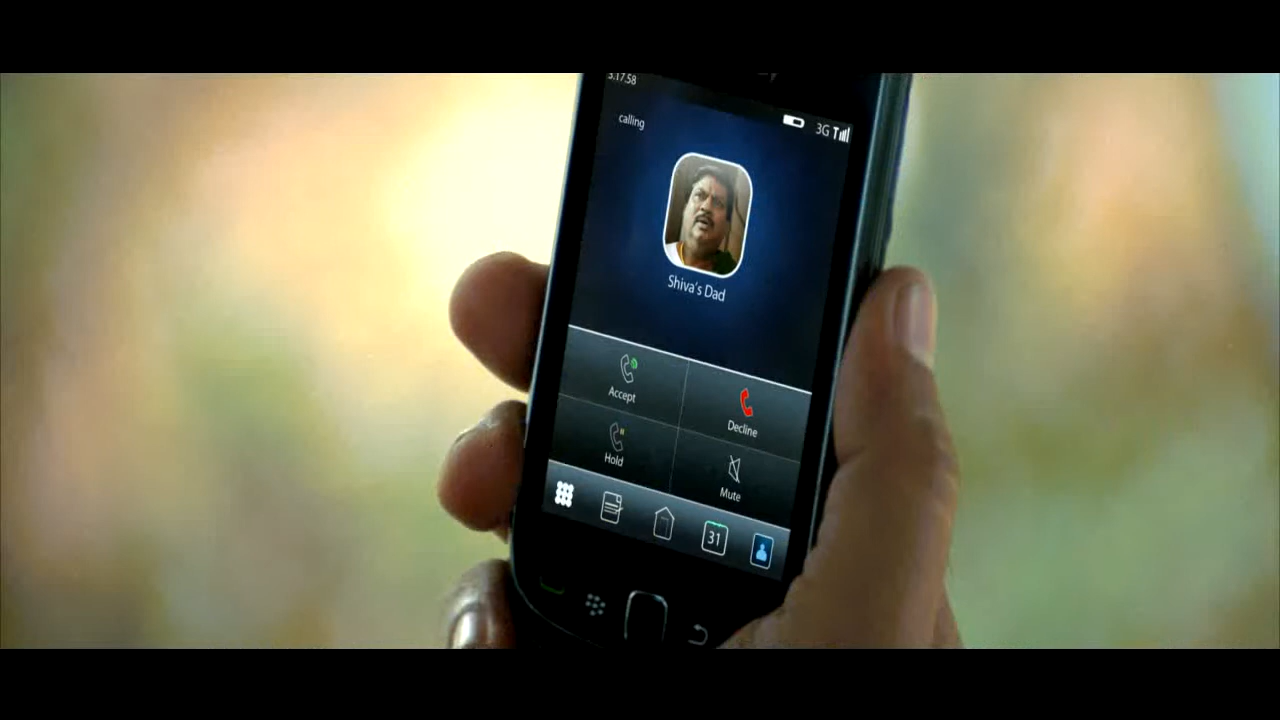 3.17.58
3G
calling
Shiva's Dad
Accept
Decline
Hold
Mute
31